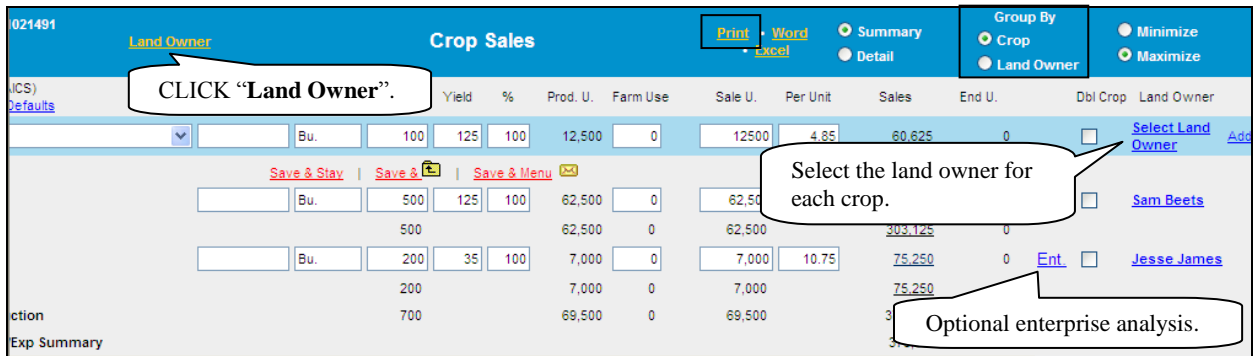 021491
Land Owner
Crop Sales
Print • Word
• Excel
Summary
Detail
Group By
Crop
Land Owner
Minimize
Maximize
CLICK “Land Owner”.
AICS)
Defaults
Yield % Prod. U. Farm Use Sale U. Per Unit Sales End U. Dbl Crop Land Owner
Bu. 100 125 100 12,500 0 12500 4.85 60,625 0 Select Land
Owner
Add
Select the land owner for
each crop.
Save & Stay | Save & | Save & Menu
Bu. 500 125 100 62,500 0 Sam Beets
500 62,500 0 62,500 303,125 0
Bu. 200 35 100 7,000 0 7,000 10.75 75,250 0 Ent. Jesse James
200 7,000 0 7,000 75,250
Optional enterprise analysis.
ction 700 69,500 0 69,500
/Exp Summary